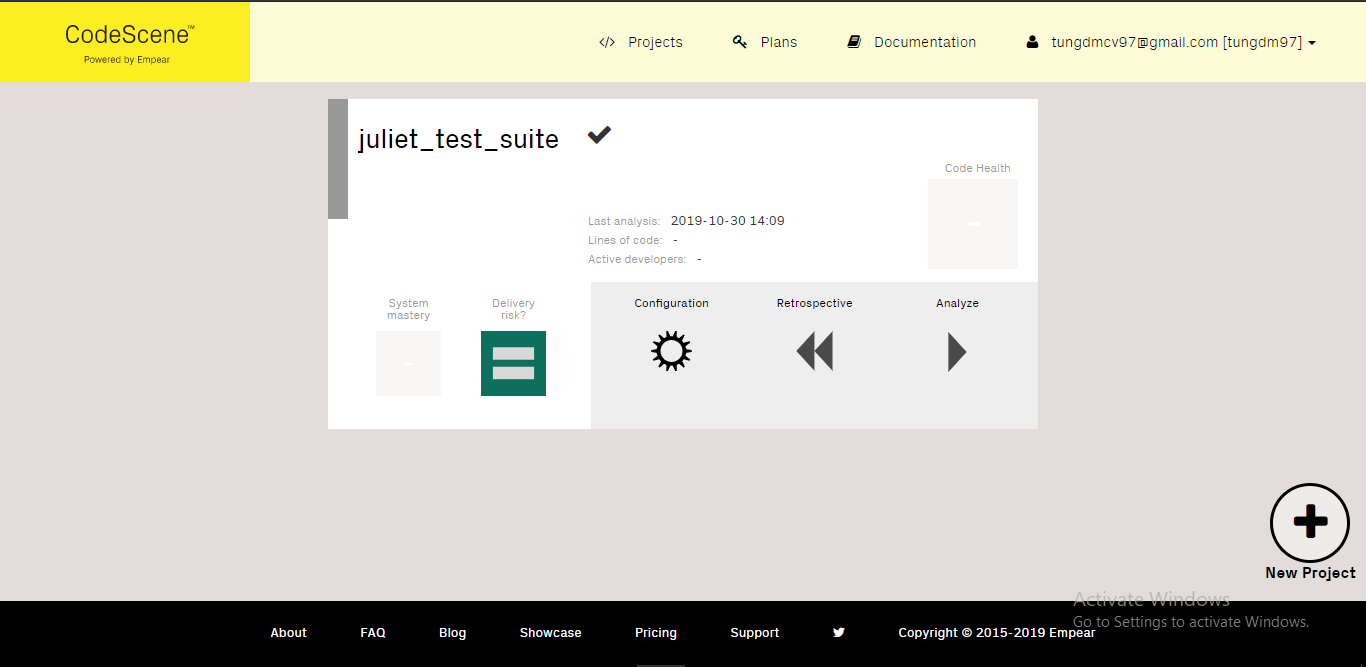 CodeScene™
Powered by Empear
</> Projects
Plans
Documentation
tungdmcv97@gmail.com [tungdm97]
juliet_test_suite
Code Health
-
Last analysis: 2019-10-30 14:09
Lines of code: -
Active developers: -
System
mastery
-
Delivery
risk?
Configuration
Retrospective
Analyze
New Project
Activate Windows
Go to Settings to activate Windows.
About
FAQ
Blog
Showcase
Pricing
Support
Copyright © 2015-2019 Empear